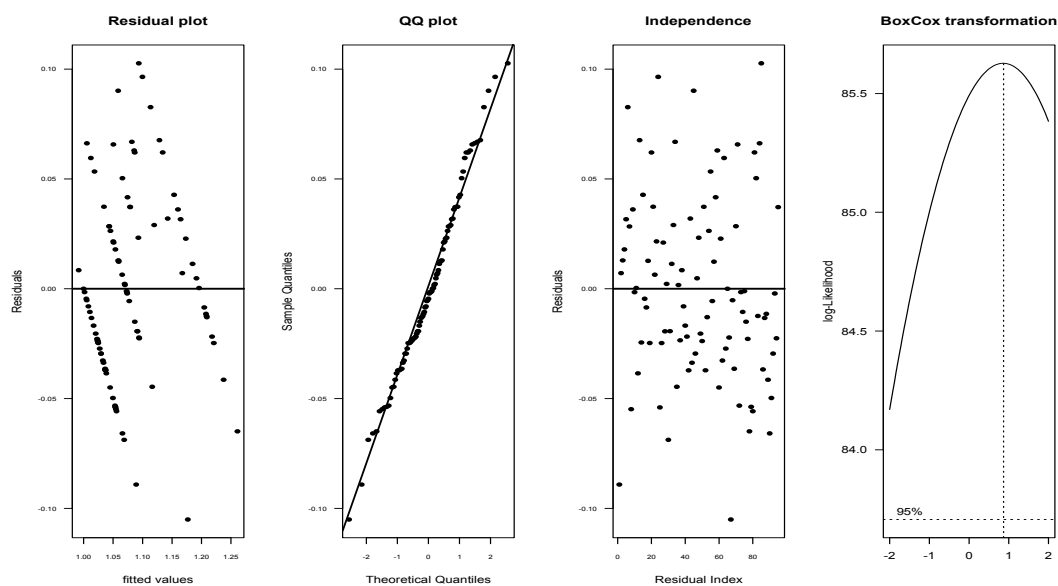 Residual plot
Residuals
0.10
0.05
0.00
-0.05
-0.10
1.00 1.05 1.10 1.15 1.20 1.25
fitted values
QQ plot
Sample Quantiles
0.10
0.05
0.00
-0.05
-0.10
-2 -1 0 1 2
Theoretical Quantiles
Independence
Residuals
0.10
0.05
0.00
-0.05
-0.10
0 20 40 60 80
Residual Index
BoxCox transformation
log-Likelihood
85.5
85.0
84.5
84.0
95%
-2 -1 0 1 2